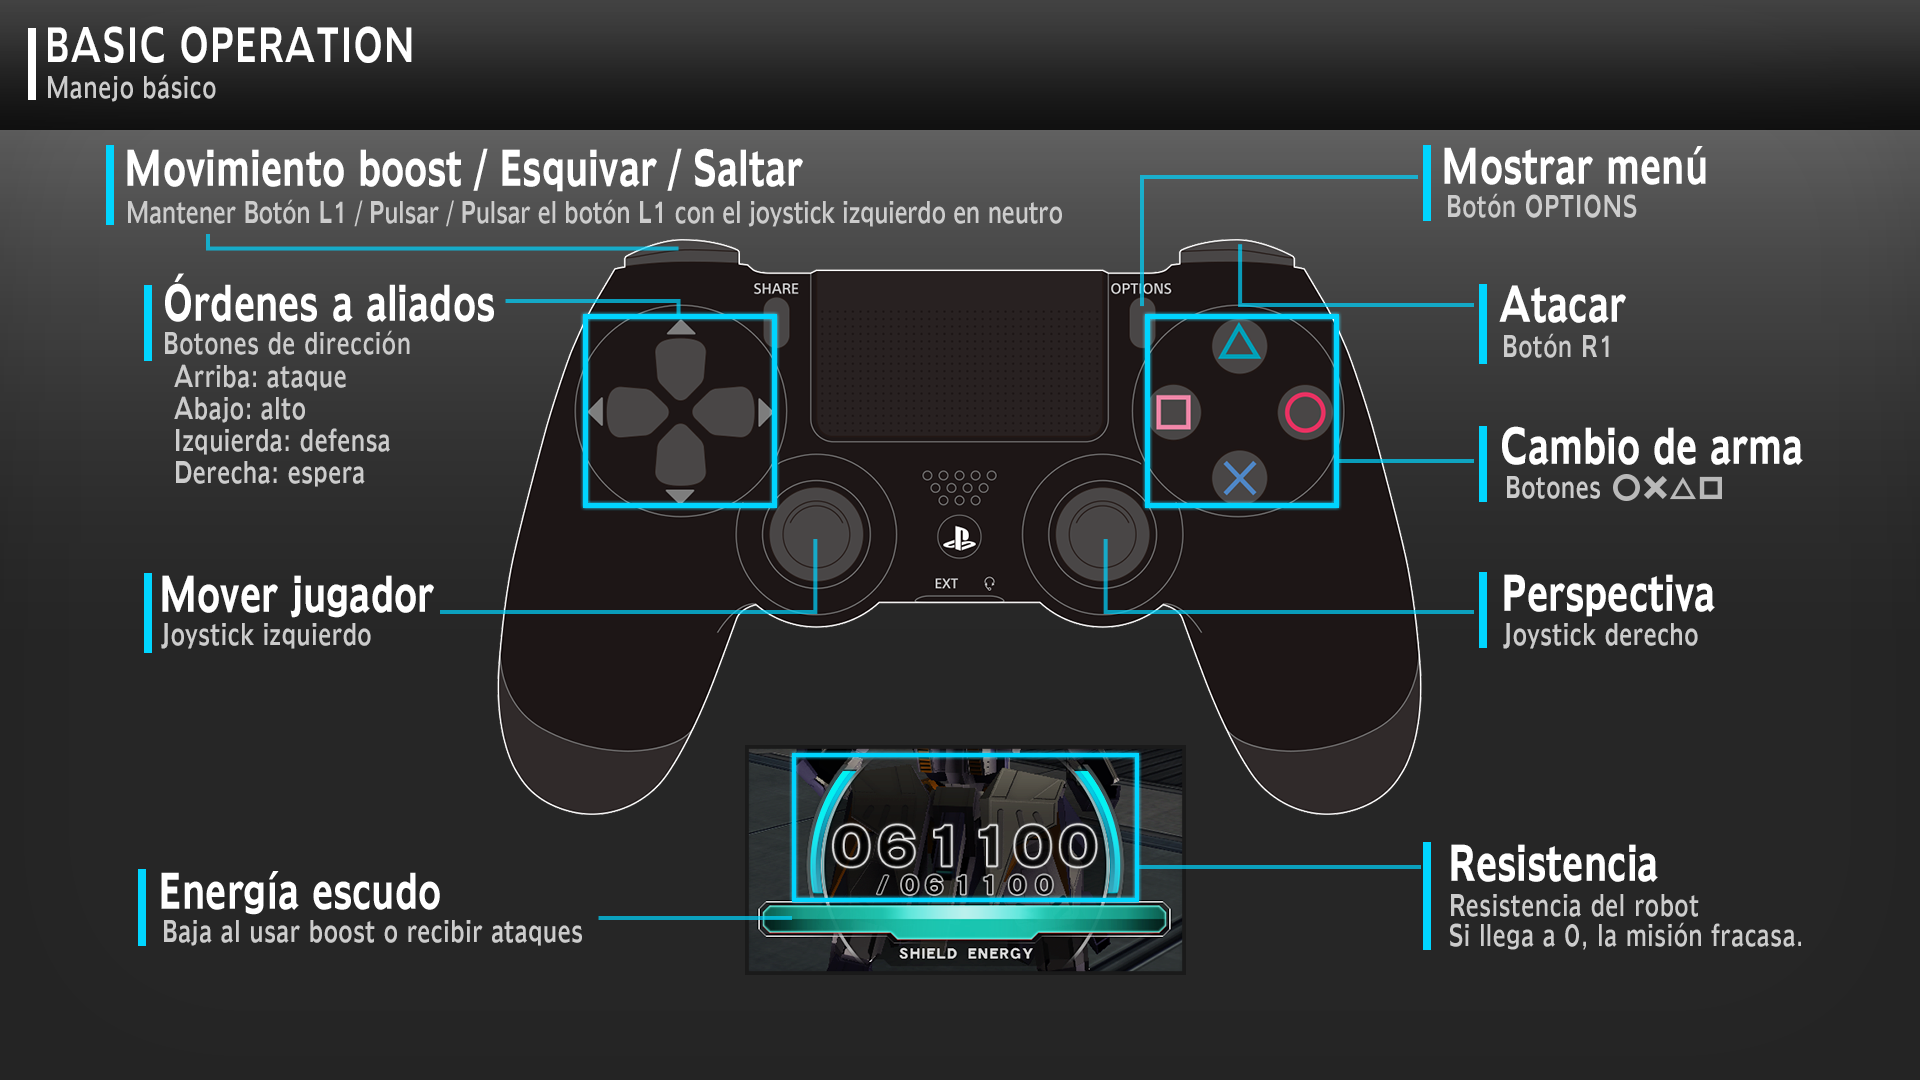 BASIC OPERATION
Manejo básico
Movimiento boost / Esquivar / Saltar
Mantener Botón L1 / Pulsar / Pulsar el botón L1 con el joystick izquierdo en neutro
Mostrar menú
Botón OPTIONS
SHARE
OPTIONS
Órdenes a aliados
Botones de dirección
Arriba: ataque
Abajo: alto
Izquierda: defensa
Derecha: espera
Atacar
Botón R1
Cambio de arma
Botones ○×△□
EXT
Mover jugador
Joystick izquierdo
Perspectiva
Joystick derecho
061100
/061100
SHIELD ENERGY
Energía escudo
Baja al usar boost o recibir ataques
Resistencia
Resistencia del robot
Si llega a 0, la misión fracasa.